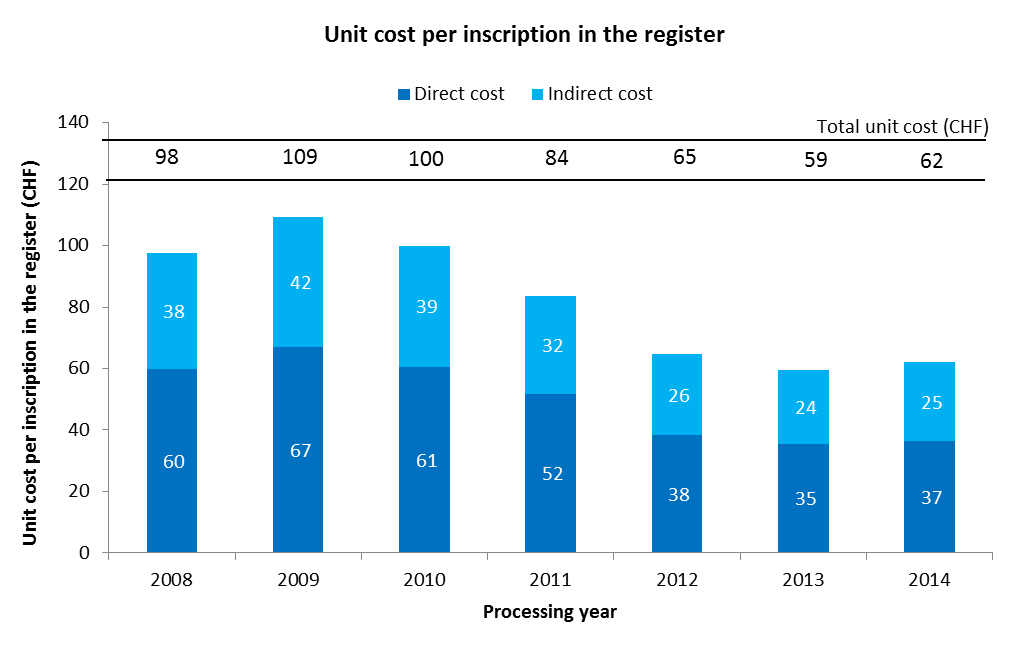 Unit cost per inscription in the register
Direct cost Indirect cost
Total unit cost (CHF)
98 109 100 84 65 59 62
Unit cost per inscription in the register (CHF)
140
120
100
80
60
40
20
0
38 42 39 32 26 24 25
60 67 61 52 38 35 37
2008 2009 2010 2011 2012 2013 2014
Processing year